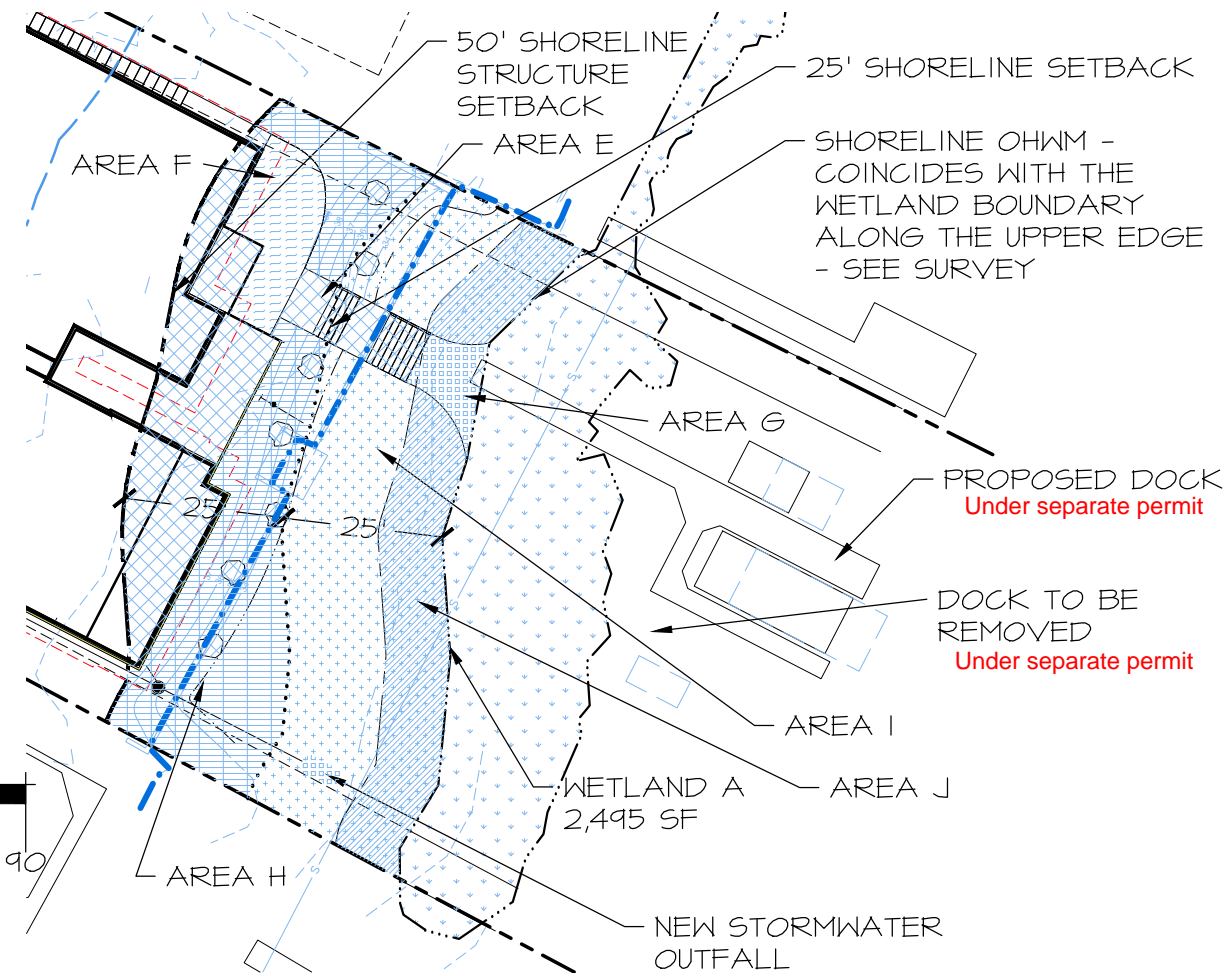 50' SHORELINE
STRUCTURE
SETBACK
25' SHORELINE SETBACK
AREA E
SHORELINE OHWM -
COINCIDES WITH THE
WETLAND BOUNDARY
ALONG THE UPPER EDGE
- SEE SURVEY
AREA F
AREA G
PROPOSED DOCK
Under separate permit
25
25
DOCK TO BE
REMOVED
Under separate permit
AREA I
WETLAND A
2,495 SF
AREA J
90
AREA H
NEW STORMWATER
OUTFALL
S
S
S